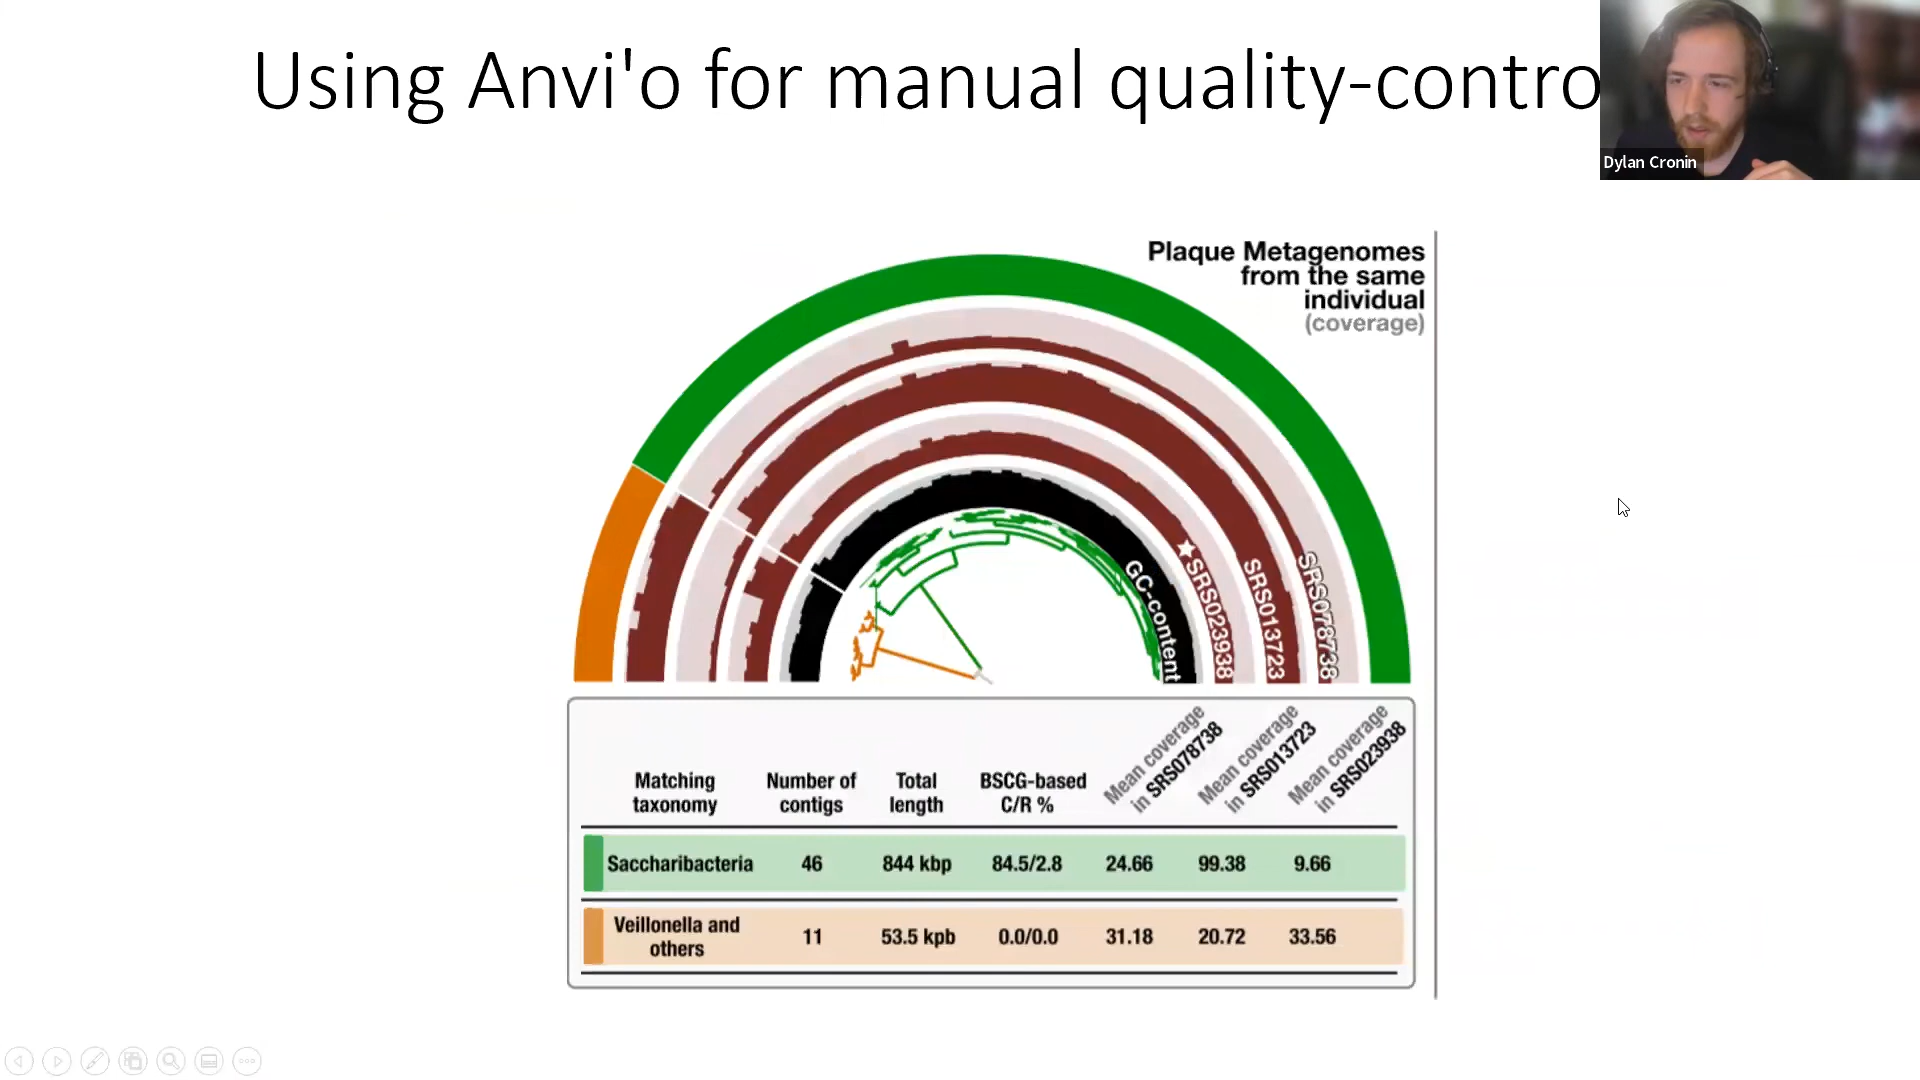 Using Anvi'o for manual quality-contro
Dylan Cronin
Plaque Metagenomes
from the same
individual
(coverage)
GC-content
SRS023938
SRS013723
SRS078738
Matching
taxonomy
Number of
contigs
Total
length
BSCG-based
C/R %
Mean coverage
in SRS078738
Mean coverage
in SRS013723
Mean coverage
in SRS023938
Saccharibacteria 46 844 kbp 84.5/2.8 24.66 99.38 9.66
Veillonella and
others
11 53.5 kpb 0.0/0.0 31.18 20.72 33.56